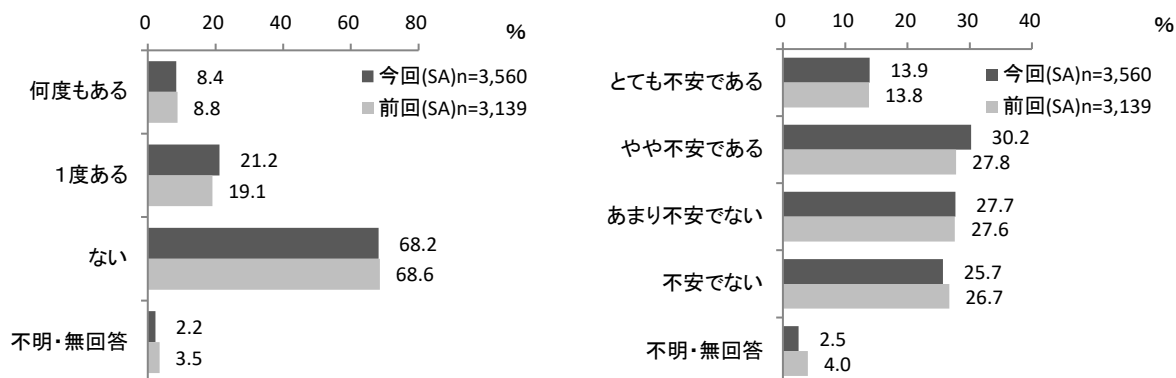 0 20 40 60 80
%
今回(SA)n=3,560
前回(SA)n=3,139
何度もある
8.4
8.8
1度ある
21.2
19.1
ない
68.2
68.6
不明・無回答
2.2
3.5
0 10 20 30 40
%
今回(SA)n=3,560
前回(SA)n=3,139
とても不安である
13.9
13.8
やや不安である
30.2
27.8
あまり不安でない
27.7
27.6
不安でない
25.7
26.7
不明・無回答
2.5
4.0